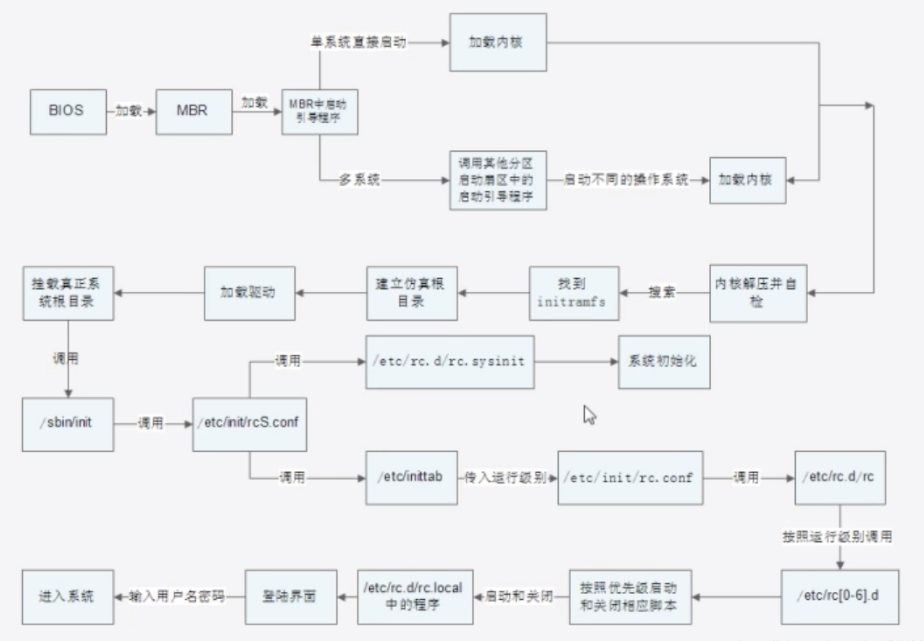 单系统直接启动
加载内核
BIOS
加载
MBR
加载
MBR中启动
引导程序
多系统
调用其他分区
启动扇区中的
启动引导程序
启动不同的操作系统
加载内核
挂载真正系
统根目录
加载驱动
建立仿真根
目录
找到
initramfs
搜索
内核解压并自
检
调用
调用
/etc/rc.d/rc.sysinit
系统初始化
/sbin/init
调用
/etc/init/rcS.conf
调用
/etc/inittab
传入运行级别
/etc/init/rc.conf
调用
/etc/rc.d/rc
按照运行级别调用
进入系统
输入用户名密码
登陆界面
/etc/rc.d/rc.local
中的程序
启动和关闭
按照优先级启动
和关闭相应脚本
/etc/rc[0-6].d